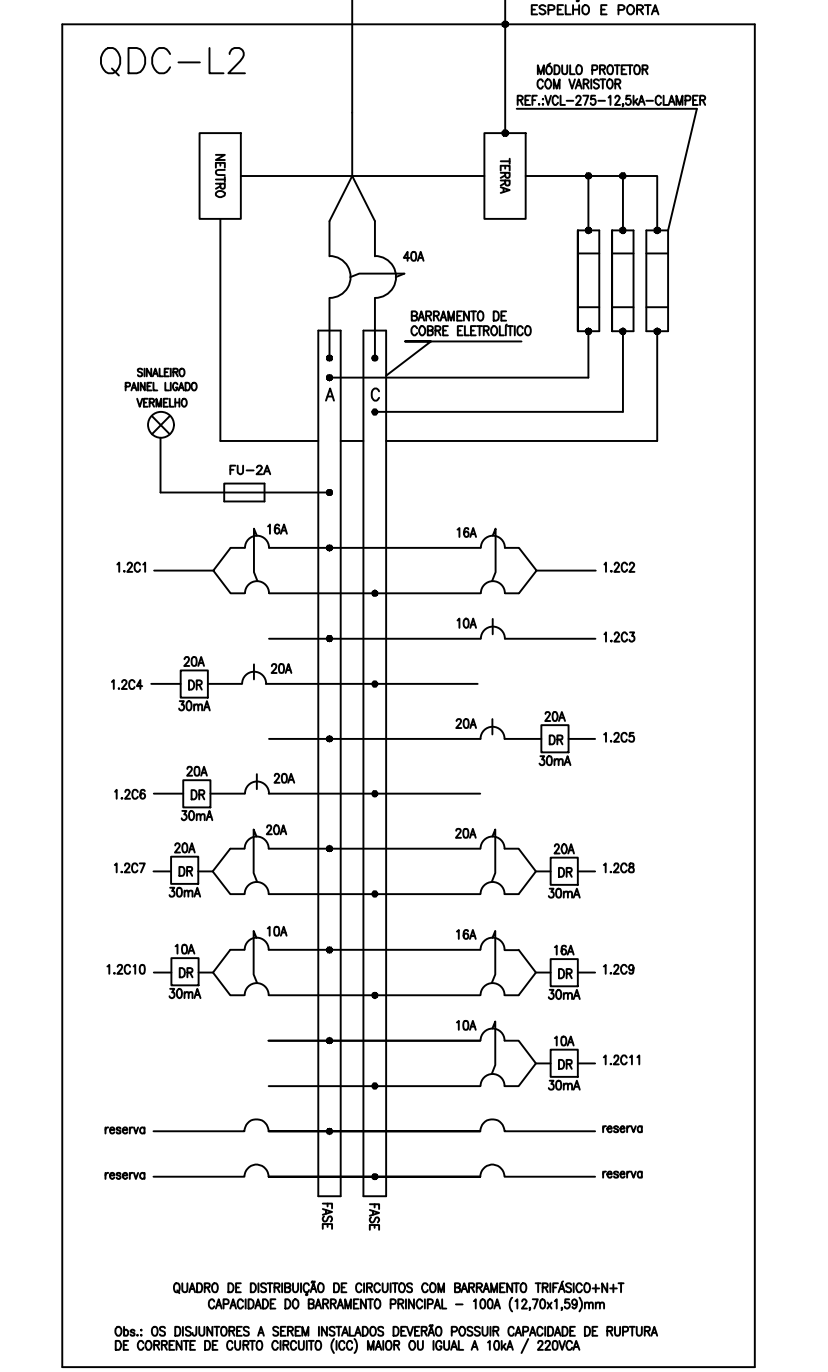 ESPELHO E PORTA
QDC-L2
MÓDULO PROTETOR
COM VARISTOR
REF.:VCL-275-12,5kA-CLAMPER
NEUTRO
TERRA
40A
BARRAMENTO DE
COBRE ELETROLÍTICO
SINALEIRO
PAINEL LIGADO
VERMELHO
A
C
FU-2A
16A
16A
1.2C1
1.2C2
10A
1.2C3
20A
20A
1.2C4
DR
30mA
20A
20A
DR
1.2C5
30mA
20A
20A
1.2C6
DR
30mA
20A
20A
20A
20A
1.2C7
DR
DR
1.2C8
30mA
30mA
10A
16A
10A
16A
1.2C10
DR
DR
1.2C9
30mA
30mA
10A
10A
DR
1.2C11
30mA
reserva
reserva
reserva
reserva
FASE
FASE
QUADRO DE DISTRIBUIÇÃO DE CIRCUITOS COM BARRAMENTO TRIFÁSICO+N+T
CAPACIDADE DO BARRAMENTO PRINCIPAL - 100A (12,70x1,59)mm
Obs.: OS DISJUNTORES A SEREM INSTALADOS DEVERÃO POSSUIR CAPACIDADE DE RUPTURA
DE CORRENTE DE CURTO CIRCUITO (ICC) MAIOR OU IGUAL A 10kA / 220VCA